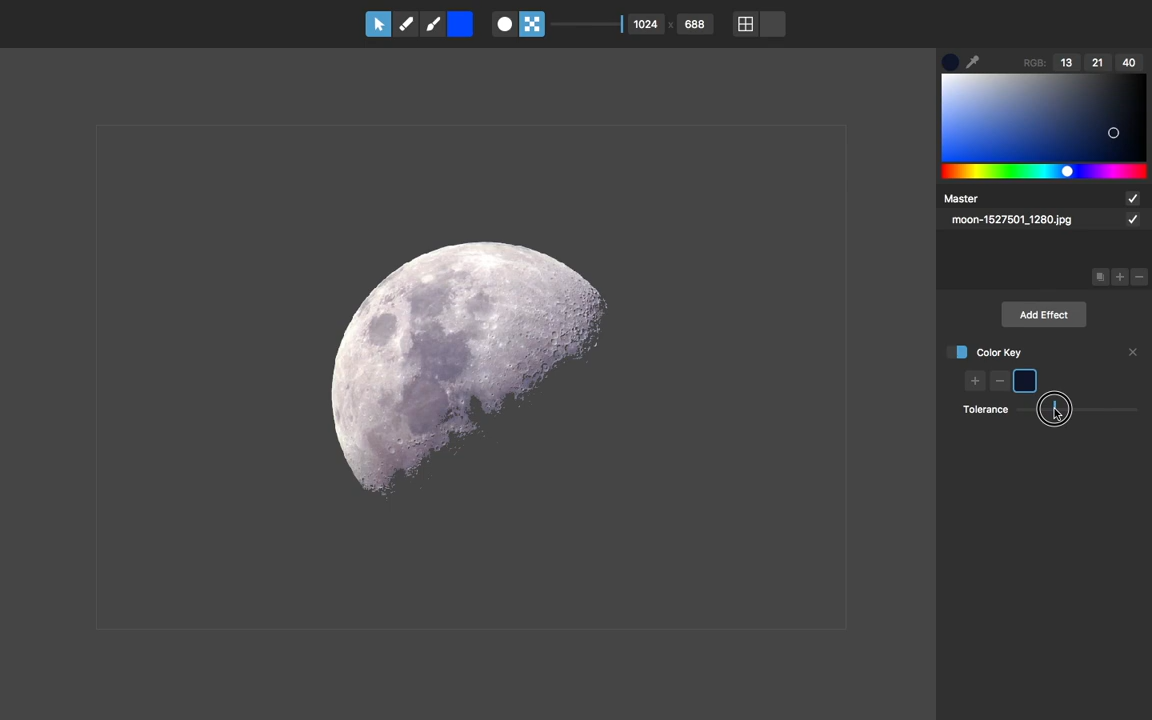 1024 x 688
RGB: 13 21 40
Master
moon-1527501_1280.jpg
Add Effect
Color Key
Tolerance